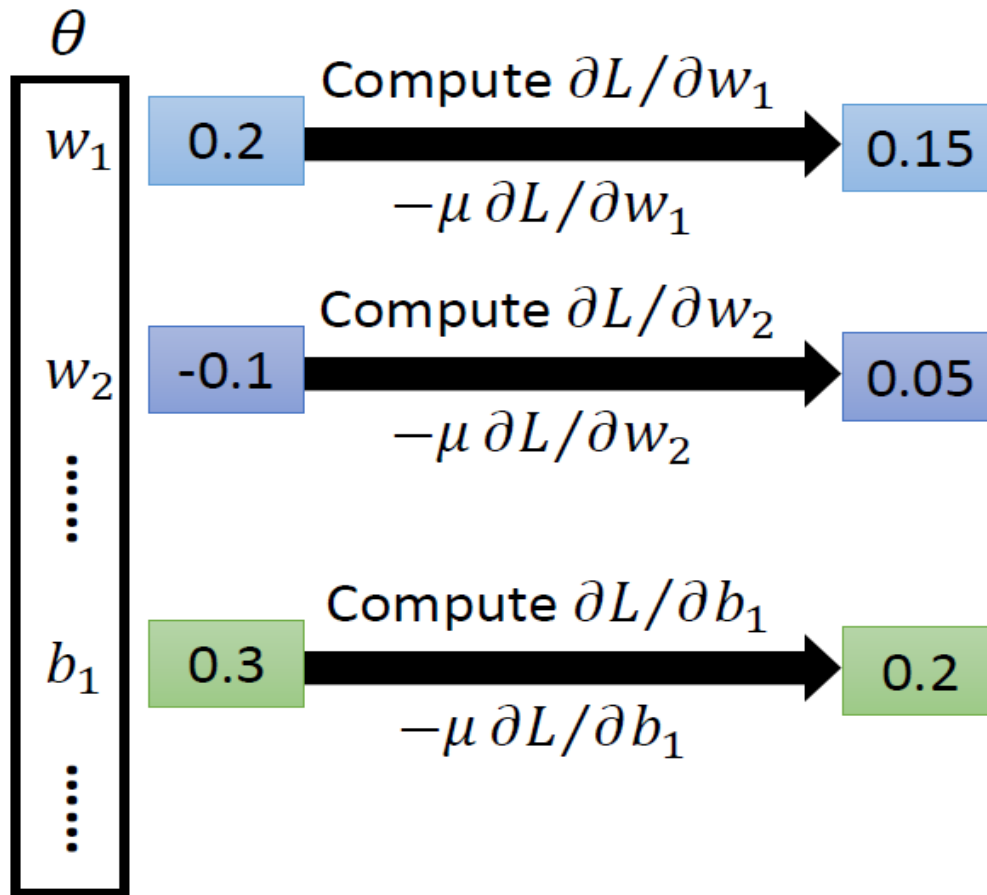 θ
Compute ∂L/∂w₁
w₁ 0.2 0.15
−μ ∂L/∂w₁
Compute ∂L/∂w₂
w₂ -0.1 0.05
−μ ∂L/∂w₂
......
Compute ∂L/∂b₁
b₁ 0.3 0.2
−μ ∂L/∂b₁
......